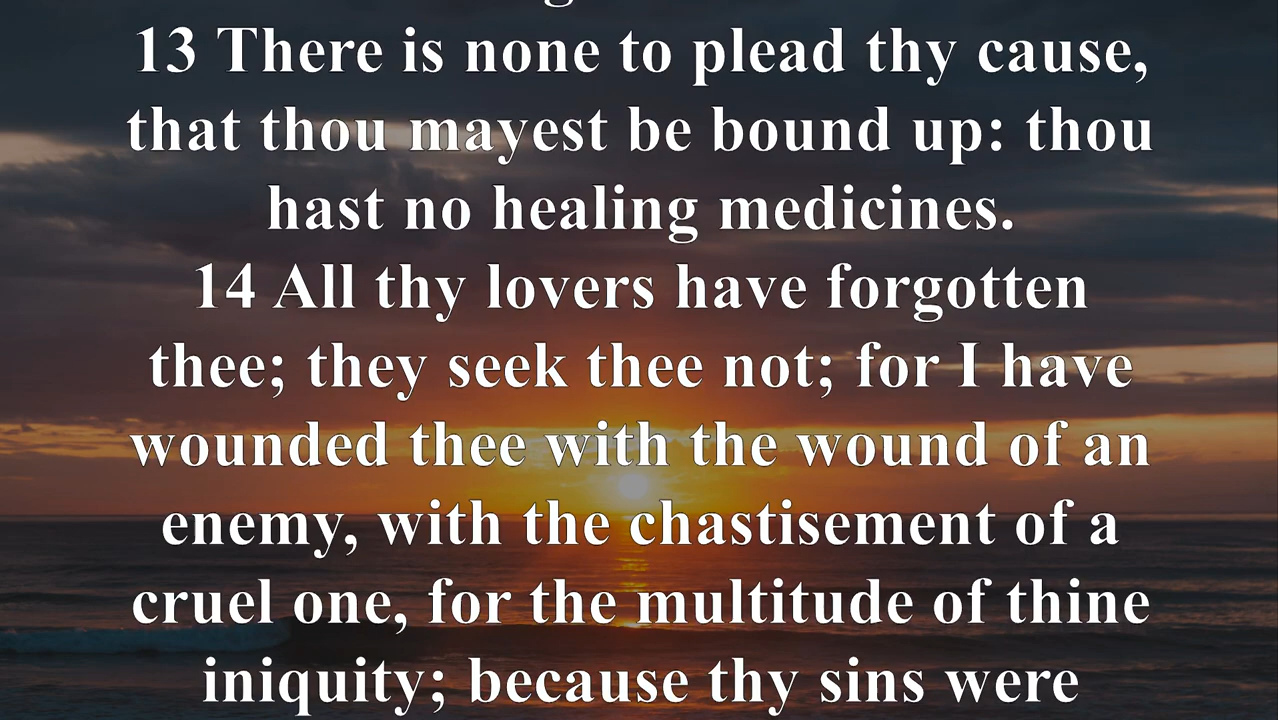 13 There is none to plead thy cause,
that thou mayest be bound up: thou
hast no healing medicines.
14 All thy lovers have forgotten
thee; they seek thee not; for I have
wounded thee with the wound of an
enemy, with the chastisement of a
cruel one, for the multitude of thine
iniquity; because thy sins were